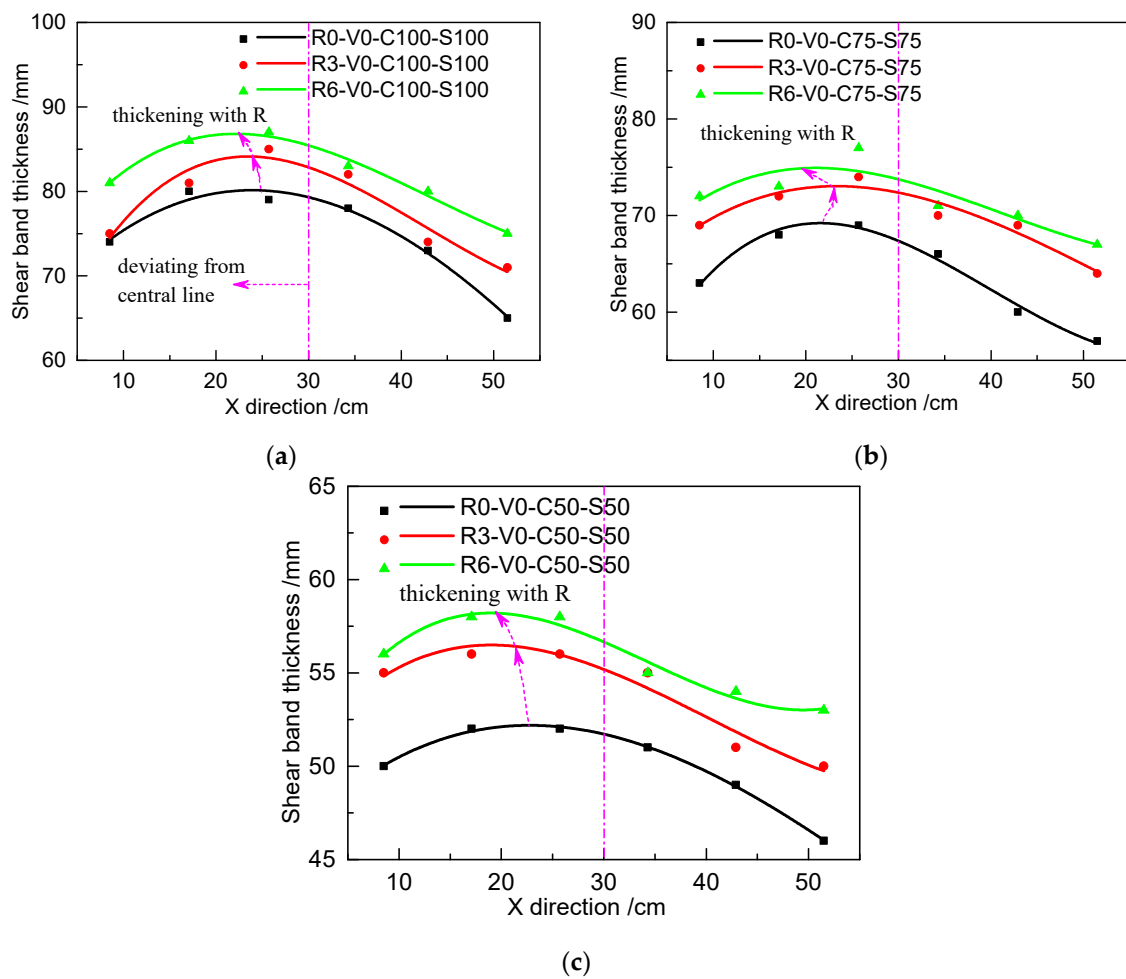 100
90
80
70
60
Shear band thickness /mm
R0-V0-C100-S100
R3-V0-C100-S100
R6-V0-C100-S100
thickening with R
deviating from
central line
10
20
30
40
50
X direction /cm
(a)
90
80
70
60
Shear band thickness /mm
R0-V0-C75-S75
R3-V0-C75-S75
R6-V0-C75-S75
thickening with R
10
20
30
40
50
X direction /cm
(b)
65
60
55
50
45
Shear band thickness /mm
R0-V0-C50-S50
R3-V0-C50-S50
R6-V0-C50-S50
thickening with R
10
20
30
40
50
X direction /cm
(c)